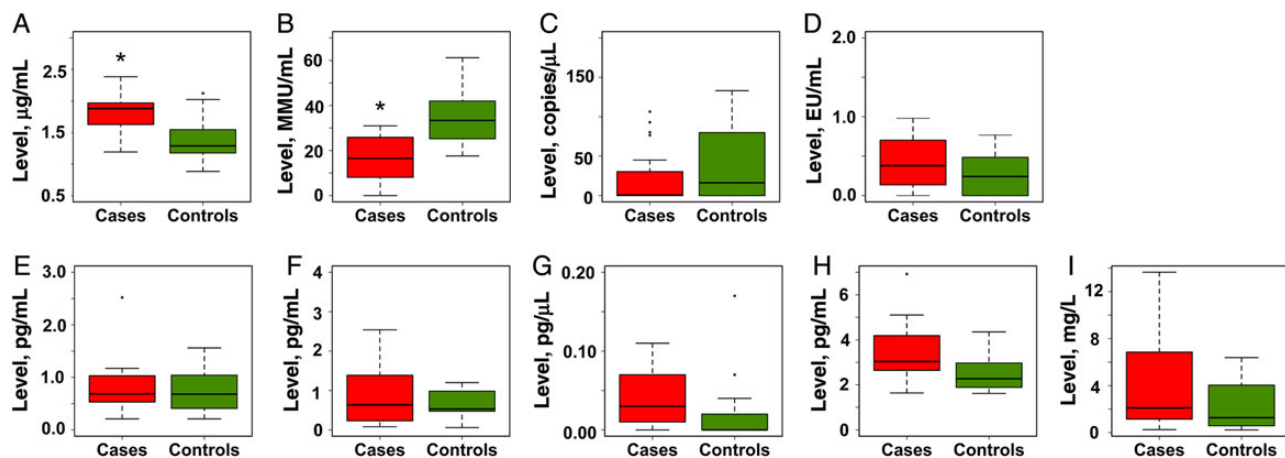 A
Level, µg/mL
2.5
1.5
0.5
*
Cases Controls
B
Level, MMU/mL
60
40
20
0
*
Cases Controls
C
Level, copies/µL
150
50
0
Cases Controls
D
Level, EU/mL
2.0
1.0
0.0
Cases Controls
E
Level, pg/mL
3.0
2.0
1.0
0.0
Cases Controls
F
Level, pg/mL
4
3
2
1
0
Cases Controls
G
Level, pg/µL
0.20
0.10
0.00
Cases Controls
H
Level, pg/mL
6
4
2
0
Cases Controls
I
Level, mg/L
12
8
4
0
Cases Controls